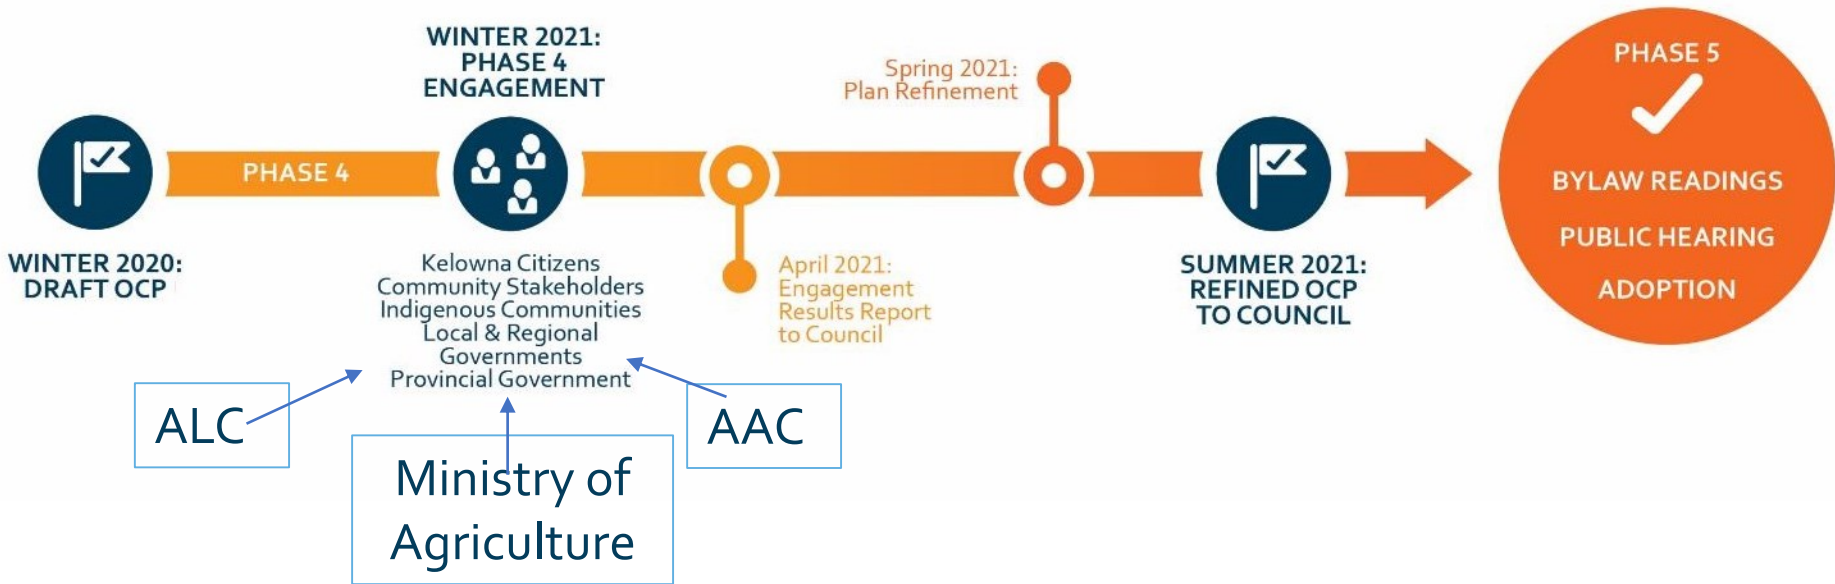 WINTER 2020:
DRAFT OCP
PHASE 4
WINTER 2021:
PHASE 4
ENGAGEMENT
Kelowna Citizens
Community Stakeholders
Indigenous Communities
Local & Regional
Governments
Provincial Government
ALC
Ministry of
Agriculture
AAC
April 2021:
Engagement
Results Report
to Council
Spring 2021:
Plan Refinement
SUMMER 2021:
REFINED OCP
TO COUNCIL
PHASE 5
BYLAW READINGS
PUBLIC HEARING
ADOPTION